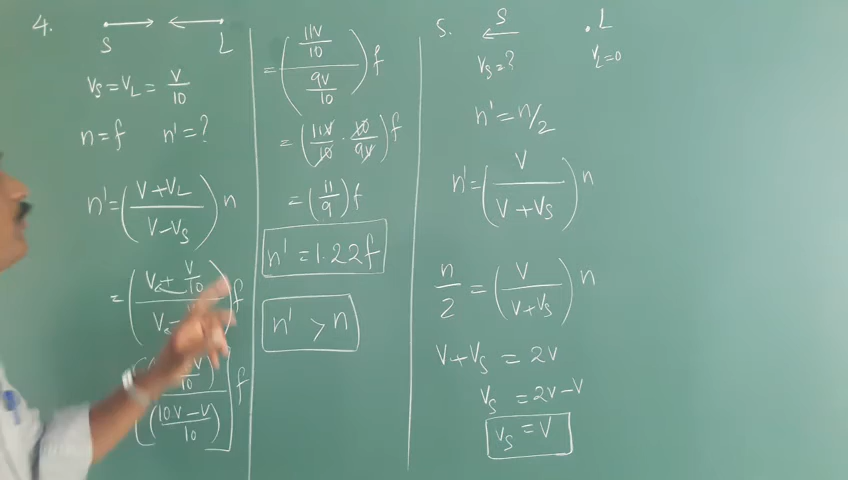 4.
S L
Vs = VL = V/10
n = f n' = ?
n' = ((V + VL)/(V - Vs)) n
= ((V + V/10)/(V -
f
V)/10
f
((10V - V)/10)
= ((11V/10)/(9V/10)) f
= (11V/10 · 10/9V) f
= (11/9) f
n' = 1.22f
n' > n
5. S . L
Vs = ? VL = 0
n' = n/2
n' = (V/(V + Vs)) n
n/2 = (V/(V + Vs)) n
V + Vs = 2V
Vs = 2V - V
Vs = V